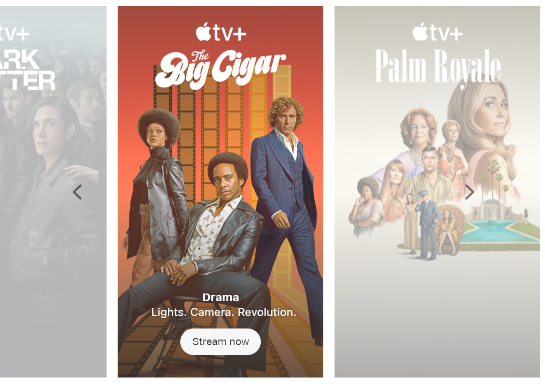 tv+
ARK
TTER
tv+
The
Big Cigar
Drama
Lights. Camera. Revolution.
Stream now
tv+
Palm Royale